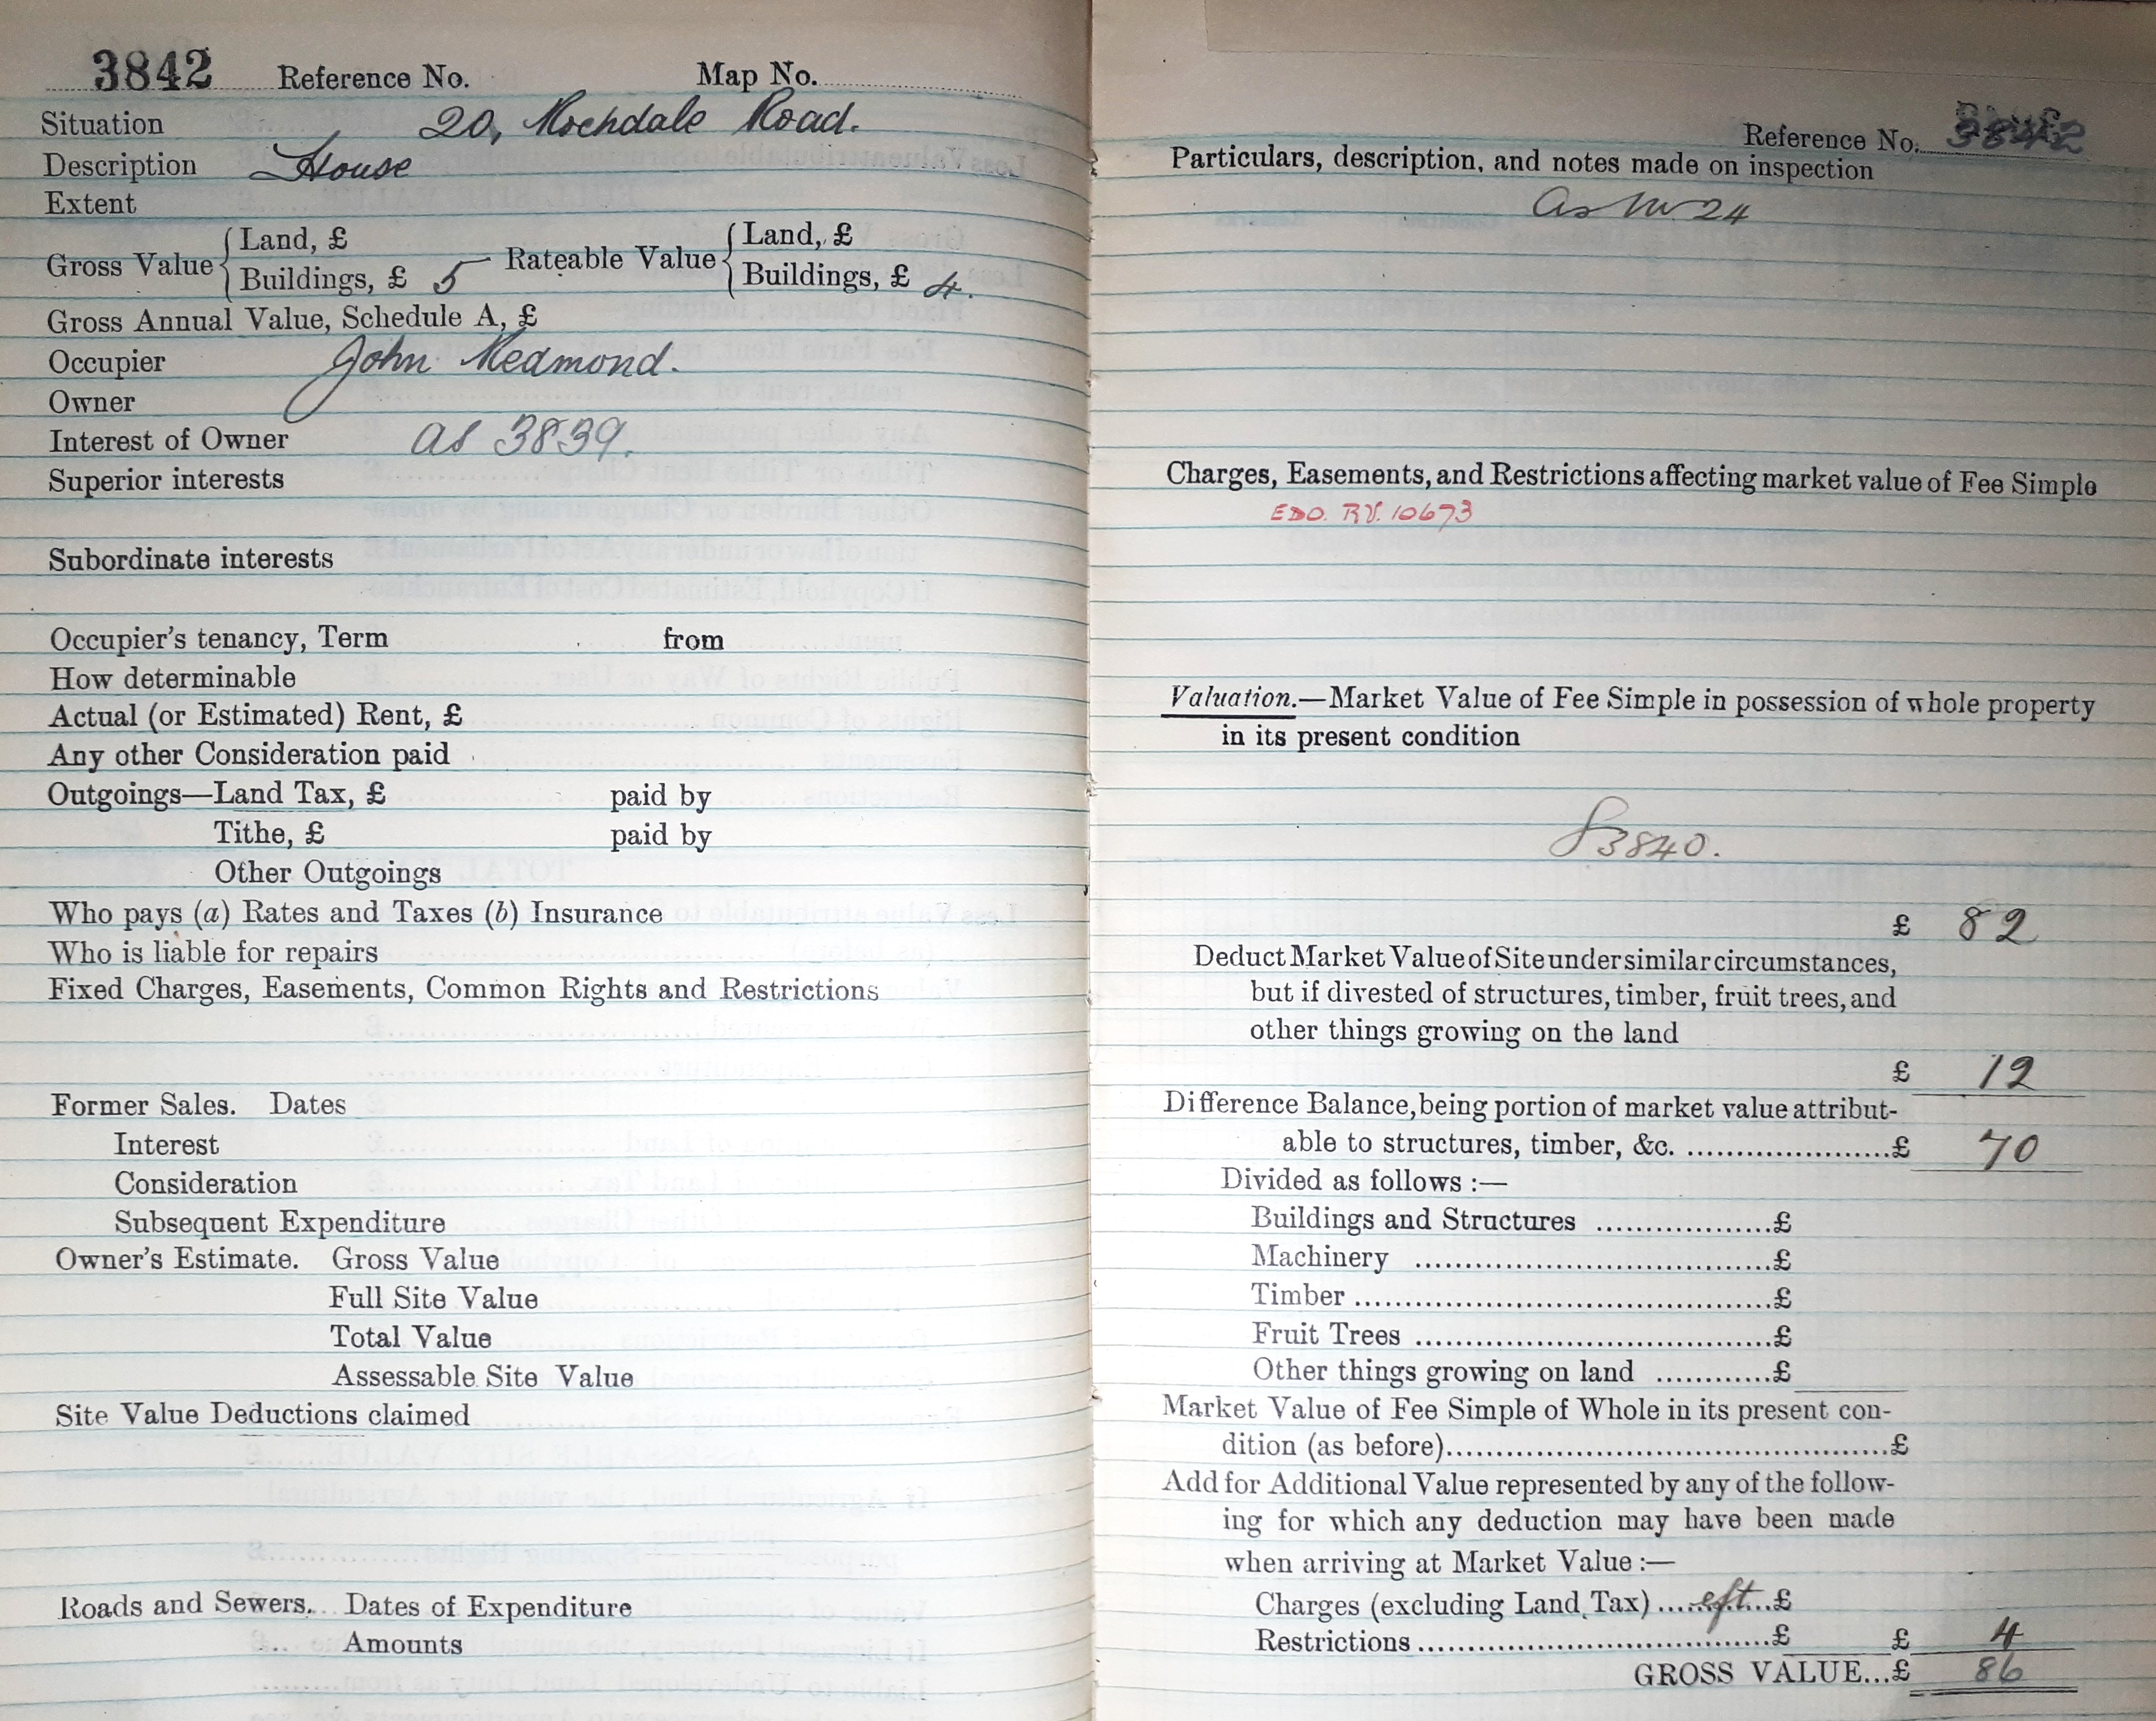 3842 Reference No. Map No.
Situation 20, Rochdale Road.
Description House
Extent
Gross Value { Land, £
Buildings, £ 5 Rateable Value { Land, £
Buildings, £ 4.
Gross Annual Value, Schedule A, £
Occupier John Redmond.
Owner
Interest of Owner as 3839.
Superior interests
Subordinate interests
Occupier's tenancy, Term from
How determinable
Actual (or Estimated) Rent, £
Any other Consideration paid
Outgoings—Land Tax, £ paid by
Tithe, £ paid by
Other Outgoings
Who pays (a) Rates and Taxes (b) Insurance
Who is liable for repairs
Fixed Charges, Easements, Common Rights and Restrictions
Former Sales. Dates
Interest
Consideration
Subsequent Expenditure
Owner's Estimate. Gross Value
Full Site Value
Total Value
Assessable Site Value
Site Value Deductions claimed
Roads and Sewers. Dates of Expenditure
Amounts
Reference No. 3842
Particulars, description, and notes made on inspection
As No 24
Charges, Easements, and Restrictions affecting market value of Fee Simple
EDO. RV. 10673
Valuation.—Market Value of Fee Simple in possession of whole property
in its present condition
3840.
£ 82
Deduct Market Value of Site under similar circumstances,
but if divested of structures, timber, fruit trees, and
other things growing on the land
£ 12
Difference Balance, being portion of market value attribut-
able to structures, timber, &c. ......................£ 70
Divided as follows :—
Buildings and Structures ..................£
Machinery .....................................£
Timber ..........................................£
Fruit Trees .....................................£
Other things growing on land ............£
Market Value of Fee Simple of Whole in its present con-
dition (as before)..............................................£
Add for Additional Value represented by any of the follow-
ing for which any deduction may have been made
when arriving at Market Value :—
Charges (excluding Land Tax) ............£
Restrictions ....................................£ £ 4
GROSS VALUE...£ 86